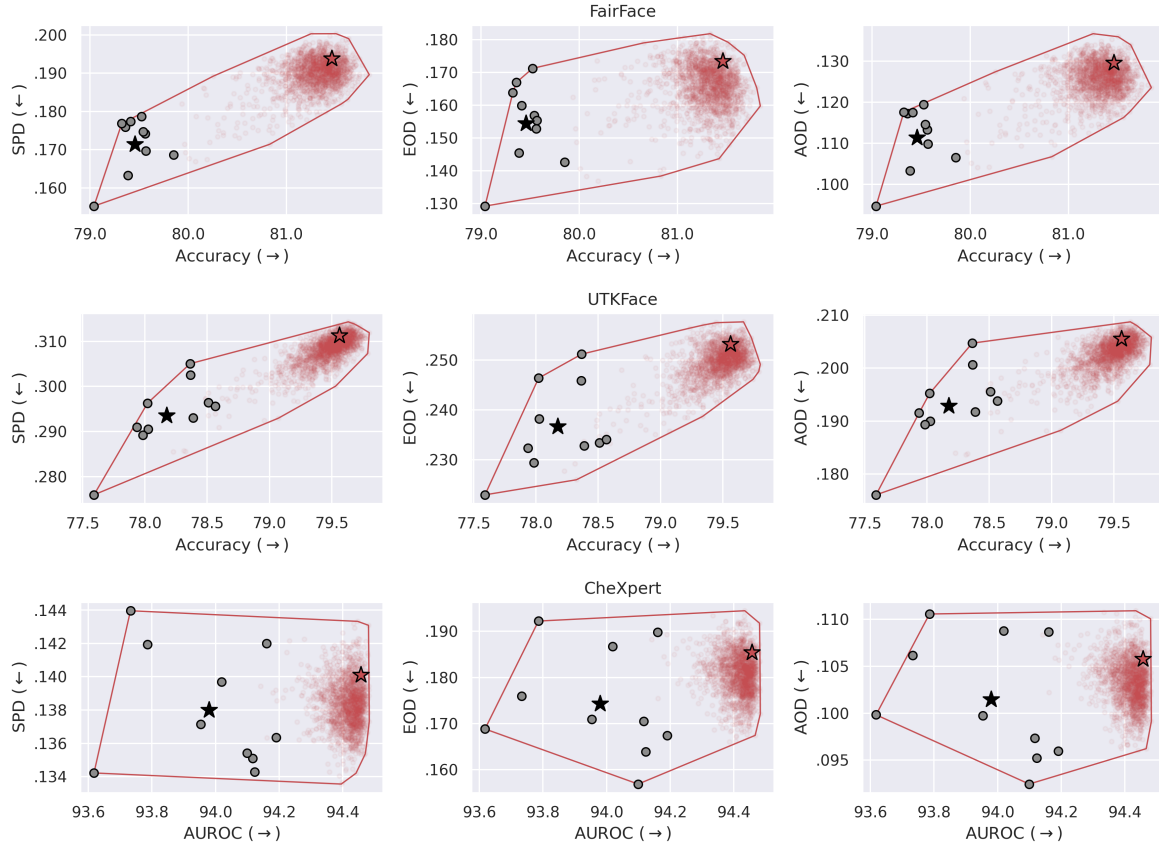 FairFace
.200
.190
.180
.170
.160
SPD (←)
79.0 80.0 81.0
Accuracy (→)
.180
.170
.160
.150
.140
.130
EOD (←)
79.0 80.0 81.0
Accuracy (→)
.130
.120
.110
.100
AOD (←)
79.0 80.0 81.0
Accuracy (→)
UTKFace
.310
.300
.290
.280
SPD (←)
77.5 78.0 78.5 79.0 79.5
Accuracy (→)
.250
.240
.230
EOD (←)
77.5 78.0 78.5 79.0 79.5
Accuracy (→)
.210
.200
.190
.180
AOD (←)
77.5 78.0 78.5 79.0 79.5
Accuracy (→)
CheXpert
.144
.142
.140
.138
.136
.134
SPD (←)
93.6 93.8 94.0 94.2 94.4
AUROC (→)
.190
.180
.170
.160
EOD (←)
93.6 93.8 94.0 94.2 94.4
AUROC (→)
.110
.105
.100
.095
AOD (←)
93.6 93.8 94.0 94.2 94.4
AUROC (→)